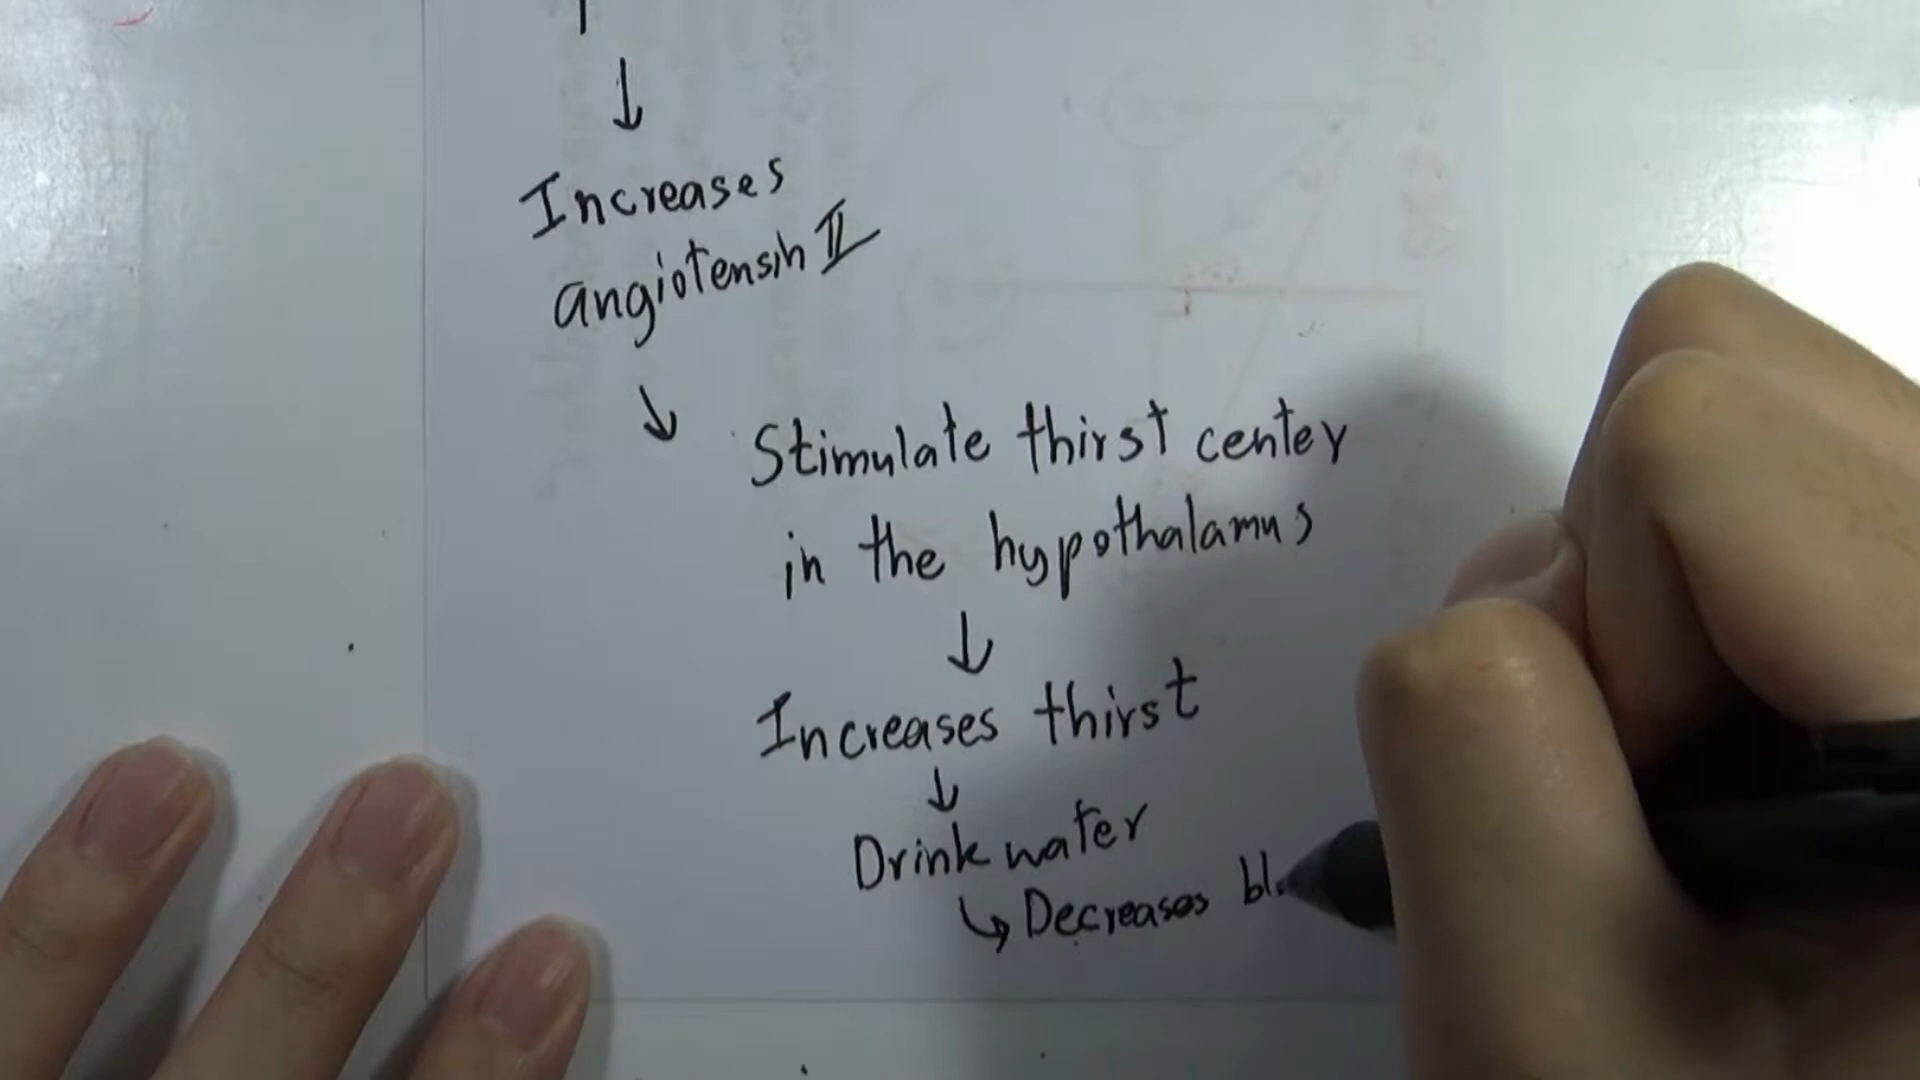 Increases
angiotensin II
Stimulate thirst center
in the hypothalamus
Increases thirst
Drink water
Decreases